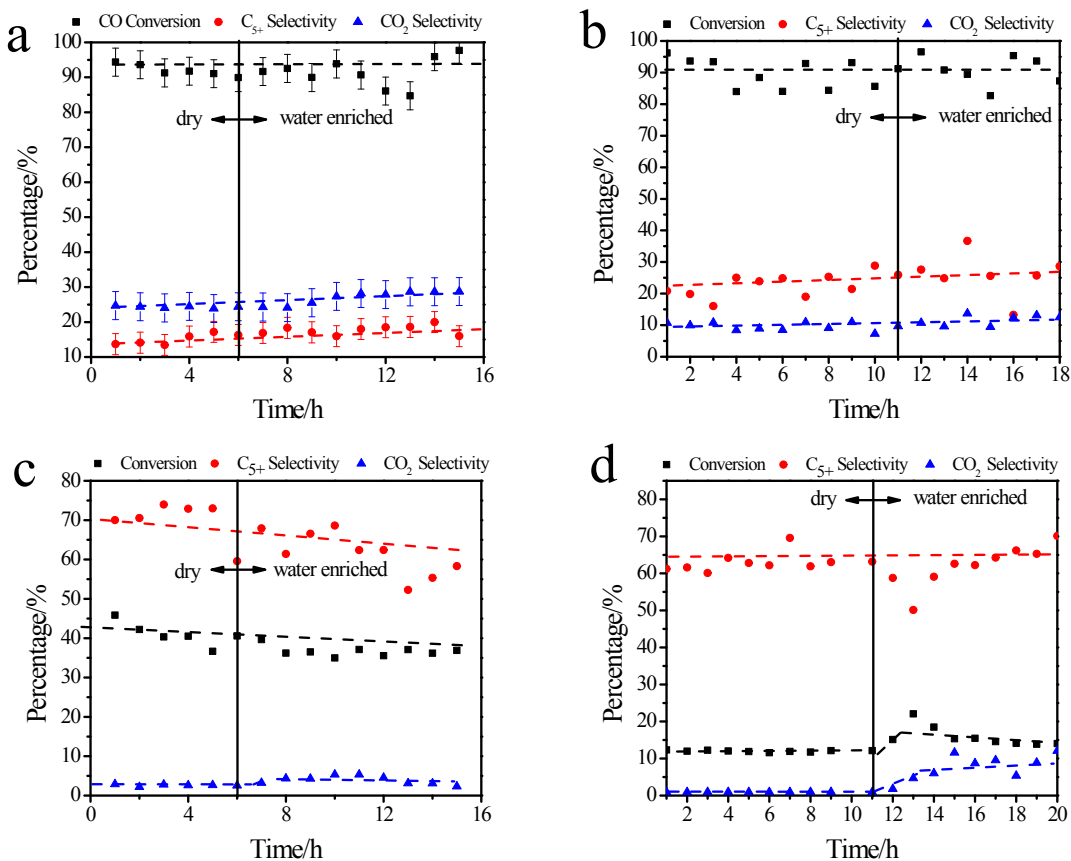 a
CO Conversion C₅₊ Selectivity CO₂ Selectivity
100
90
80
70
60
50
40
30
20
10
dry water enriched
Percentage/%
0 4 8 12 16
Time/h
b
Conversion C₅₊ Selectivity CO₂ Selectivity
100
90
80
70
60
50
40
30
20
10
0
dry water enriched
Percentage/%
2 4 6 8 10 12 14 16 18
Time/h
c
Conversion C₅₊ Selectivity CO₂ Selectivity
80
70
60
50
40
30
20
10
0
dry water enriched
Percentage/%
0 4 8 12 16
Time/h
d
Conversion C₅₊ Selectivity CO₂ Selectivity
80
70
60
50
40
30
20
10
0
dry water enriched
Percentage/%
2 4 6 8 10 12 14 16 18 20
Time/h